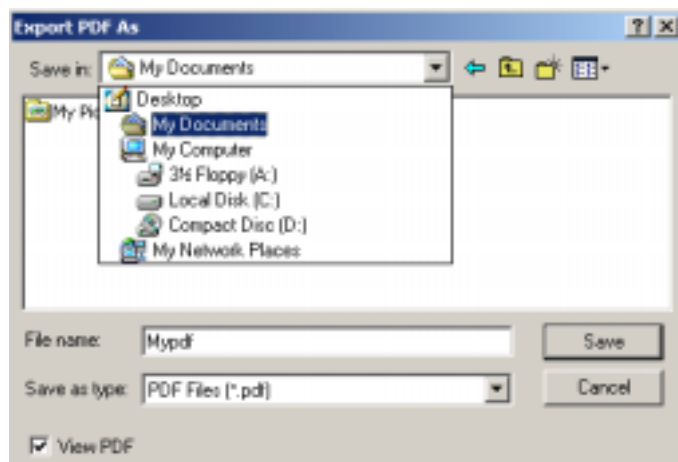 Export PDF As
Save in: My Documents
Desktop
My Pic
My Documents
My Computer
3½ Floppy (A:)
Local Disk (C:)
Compact Disc (D:)
My Network Places
File name: Mypdf Save
Save as type: PDF Files (*.pdf) Cancel
View PDF